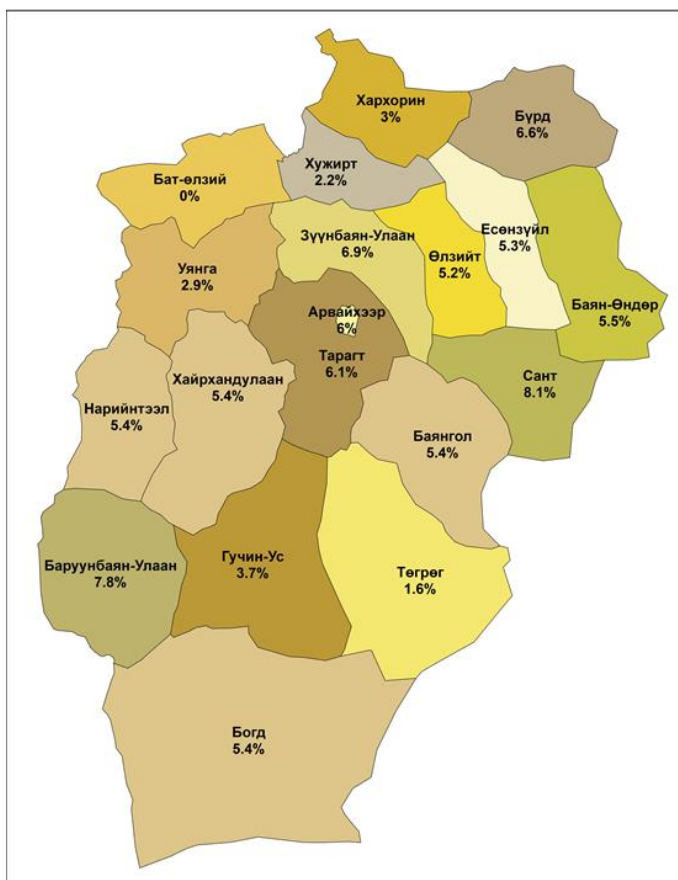 Хархорин
3%
Бүрд
6.6%
Хужирт
2.2%
Бат-өлзий
0%
Есөнзүйл
5.3%
Зүүнбаян-Улаан
6.9%
Өлзийт
5.2%
Уянга
2.9%
Баян-Өндөр
5.5%
Арвайхээр
6%
Тарагт
6.1%
Хайрхандулаан
5.4%
Сант
8.1%
Нарийнтээл
5.4%
Баянгол
5.4%
Баруунбаян-Улаан
7.8%
Гучин-Ус
3.7%
Төгрөг
1.6%
Богд
5.4%